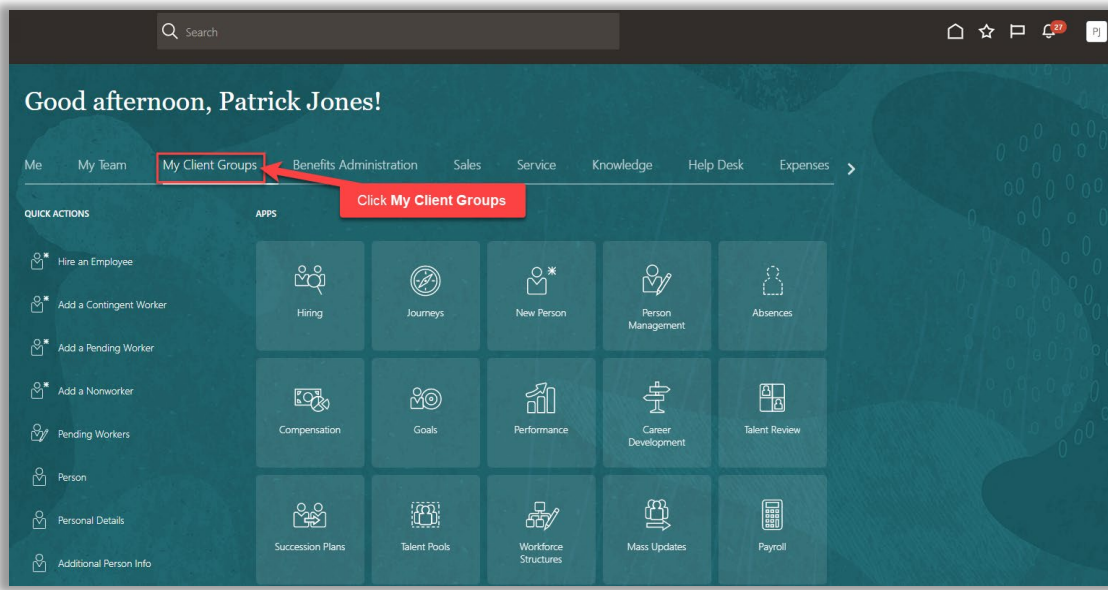 Search
27
PJ
Good afternoon, Patrick Jones!
Me My Team My Client Groups Benefits Administration Sales Service Knowledge Help Desk Expenses
Click My Client Groups
QUICK ACTIONS
Hire an Employee
Add a Contingent Worker
Add a Pending Worker
Add a Nonworker
Pending Workers
Person
Personal Details
Additional Person Info
APPS
Hiring
Journeys
New Person
Person
Management
Absences
Compensation
Goals
Performance
Career
Development
Talent Review
Succession Plans
Talent Pools
Workforce
Structures
Mass Updates
Payroll